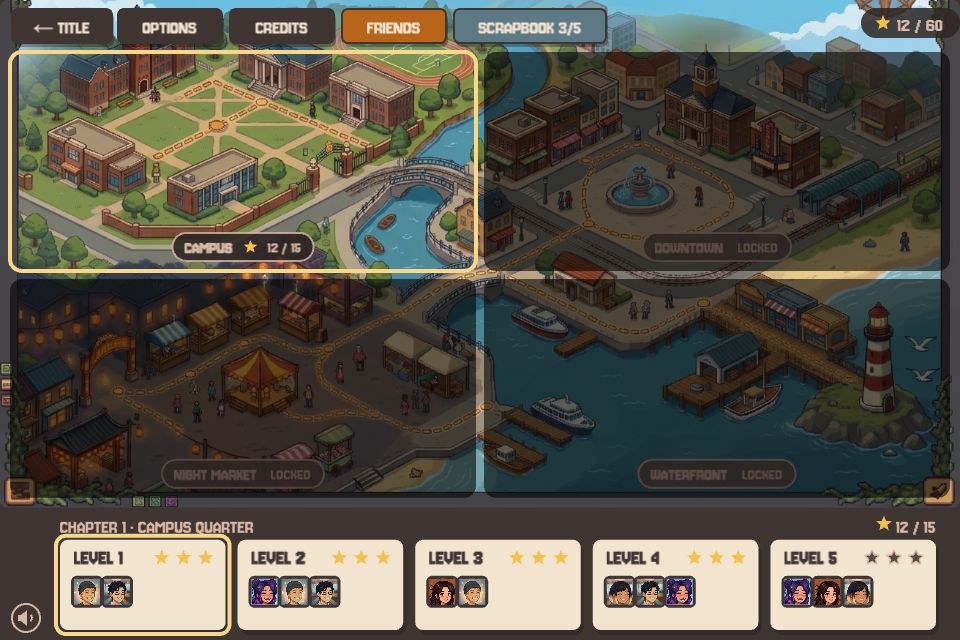 ← TITLE
OPTIONS
CREDITS
FRIENDS
SCRAPBOOK 3/5
12 / 60
CAMPUS 12 / 15
DOWNTOWN LOCKED
NIGHT MARKET LOCKED
WATERFRONT LOCKED
CHAPTER 1 · CAMPUS QUARTER
12 / 15
LEVEL 1
LEVEL 2
LEVEL 3
LEVEL 4
LEVEL 5